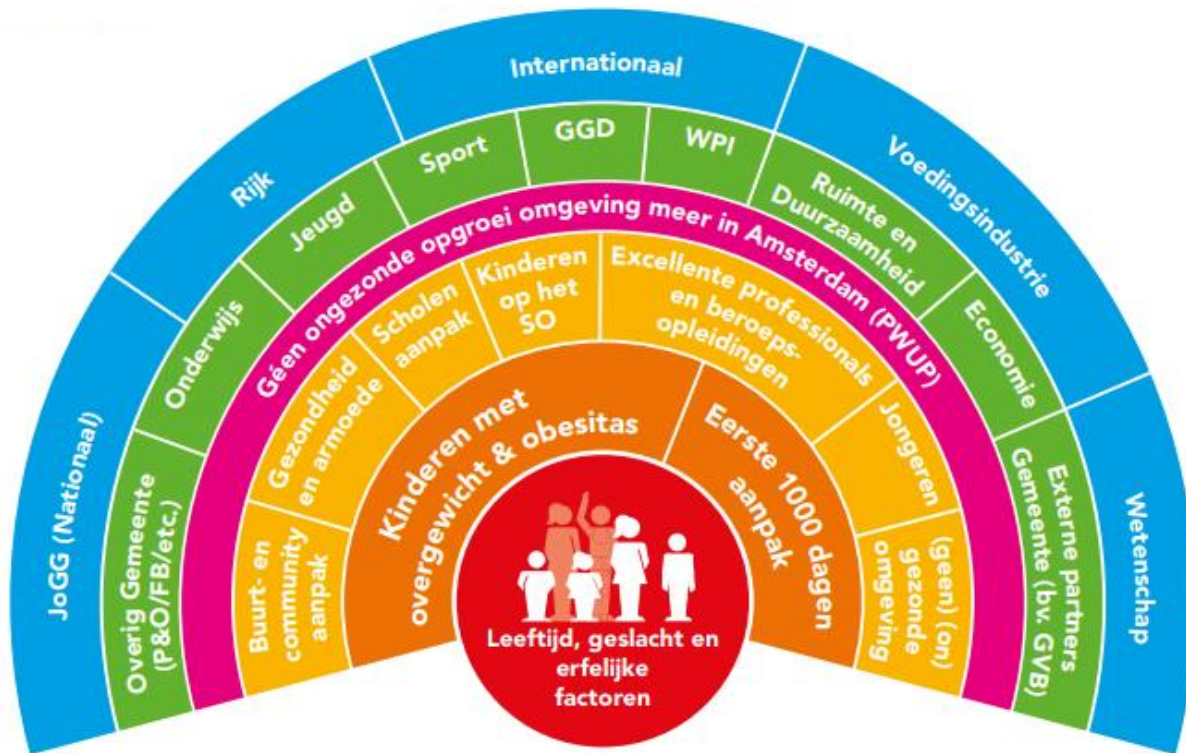 JoGG (Nationaal)
Rijk
Internationaal
Voedingsindustrie
Wetenschap
Overig Gemeente
(P&O/FB/etc.)
Onderwijs
Jeugd
Sport
GGD
WPI
Ruimte en
Duurzaamheid
Economie
Externe partners
Gemeente (bv. GVB)
Géen ongezonde opgroei omgeving meer in Amsterdam (PWUP)
Buurt- en
community
aanpak
Gezondheid
en armoede
Scholen
aanpak
Kinderen
op het
SO
Excellente professionals
en beroeps-
opleidingen
Jongeren
(geen) (on)
gezonde
omgeving
Kinderen met
overgewicht & obesitas
Eerste 1000 dagen
aanpak
Leeftijd, geslacht en
erfelijke
factoren